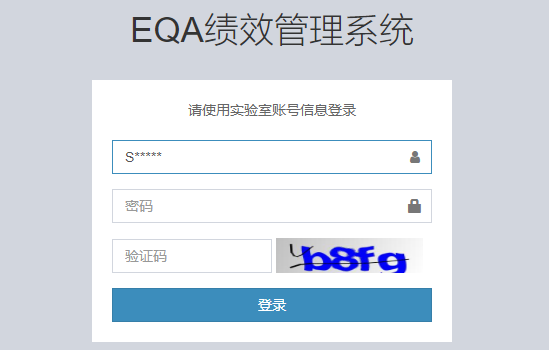 EQA绩效管理系统
请使用实验室账号信息登录
S*****
密码
验证码 b8fg
登录